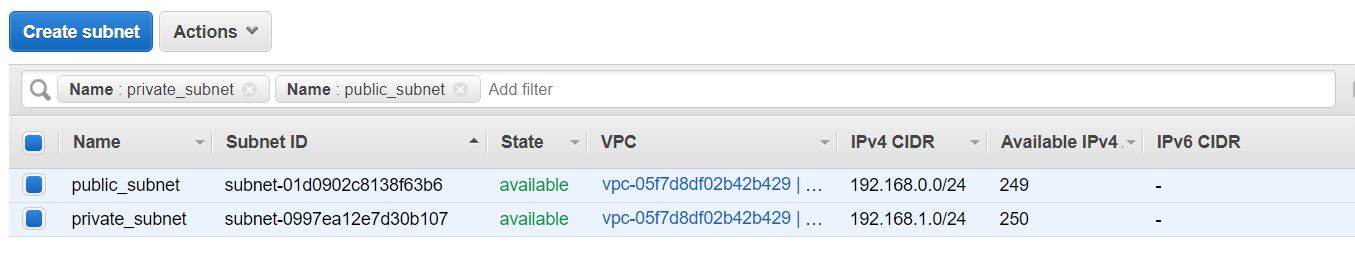 Create subnet Actions
Name : private_subnet Name : public_subnet Add filter
Name Subnet ID State VPC IPv4 CIDR Available IPv4 . IPv6 CIDR
public_subnet subnet-01d0902c8138f63b6 available vpc-05f7d8df02b42b429 | … 192.168.0.0/24 249 -
private_subnet subnet-0997ea12e7d30b107 available vpc-05f7d8df02b42b429 | … 192.168.1.0/24 250 -